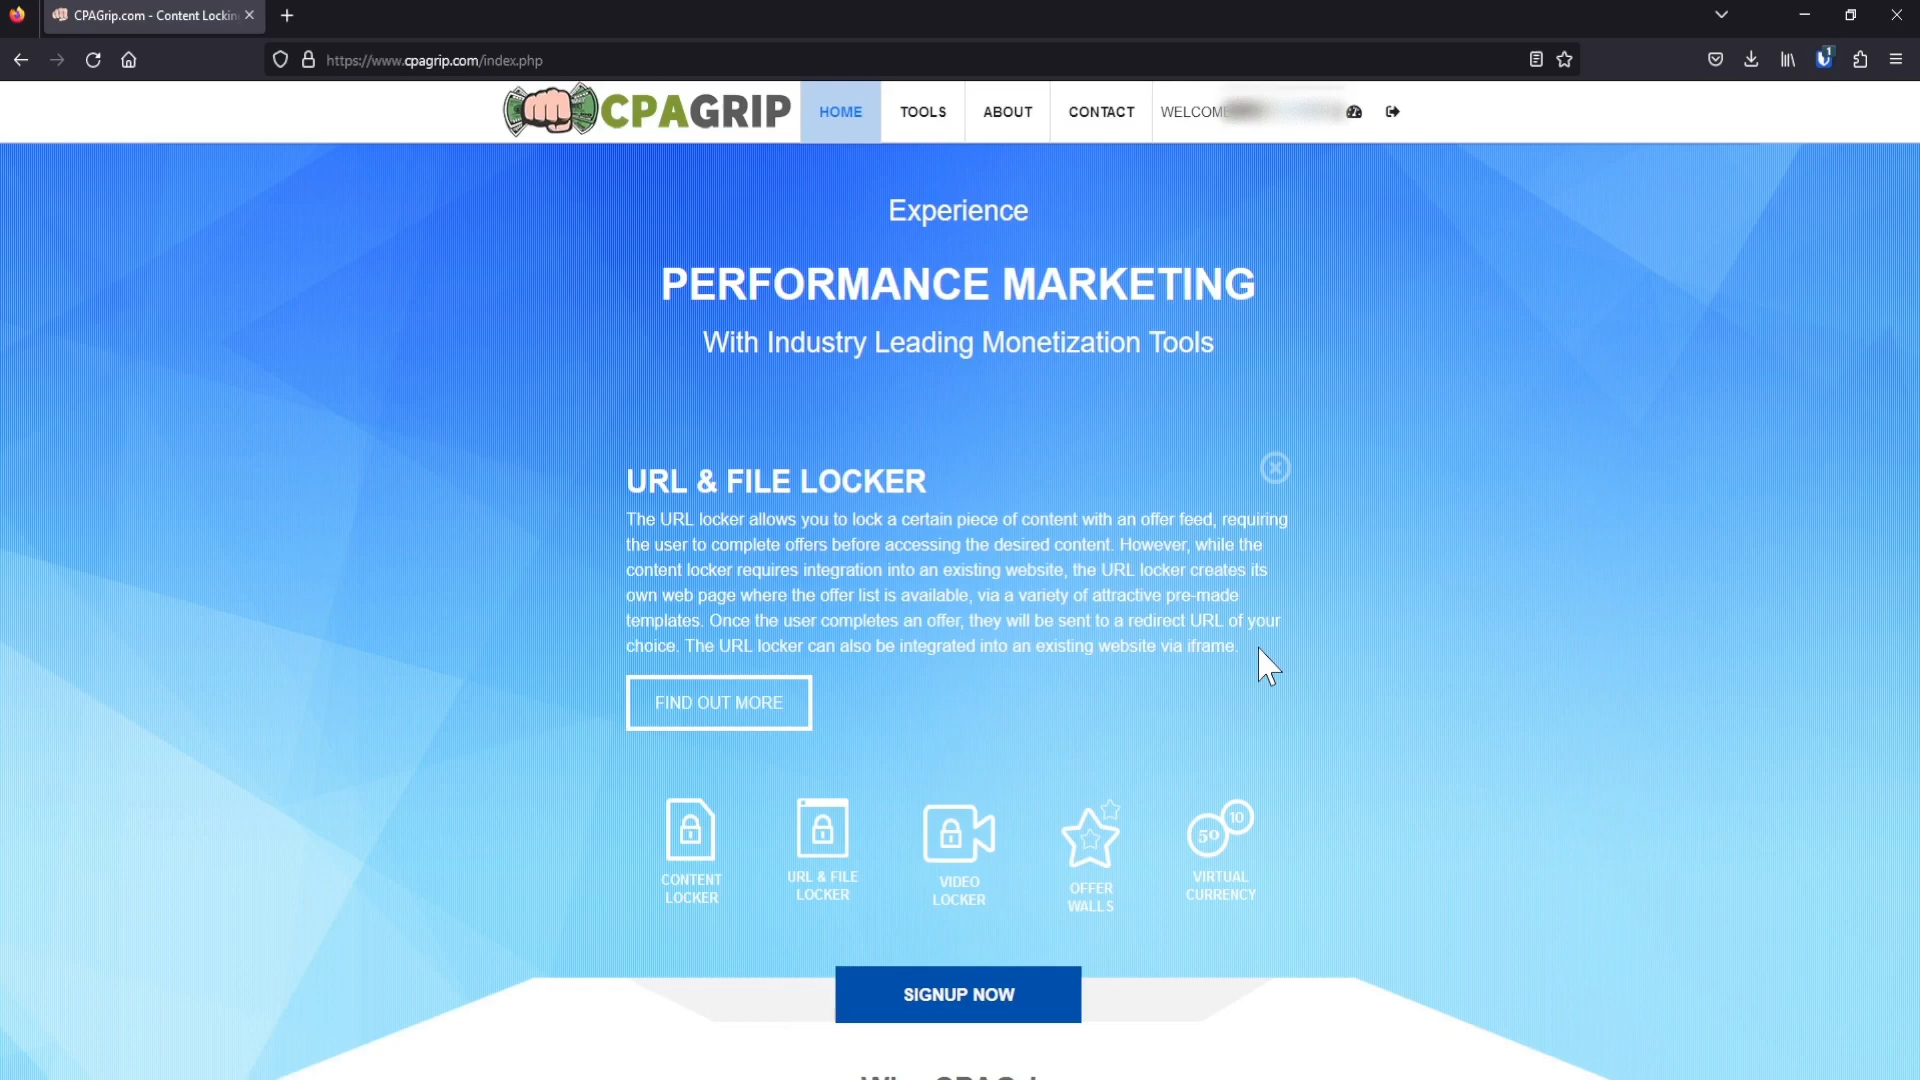 CPAGrip.com - Content Lockin
https://www.cpagrip.com/index.php
1
CPAGRIP
HOME
TOOLS
ABOUT
CONTACT
WELCOME
Experience
PERFORMANCE MARKETING
With Industry Leading Monetization Tools
URL & FILE LOCKER
The URL locker allows you to lock a certain piece of content with an offer feed, requiring
the user to complete offers before accessing the desired content. However, while the
content locker requires integration into an existing website, the URL locker creates its
own web page where the offer list is available, via a variety of attractive pre-made
templates. Once the user completes an offer, they will be sent to a redirect URL of your
choice. The URL locker can also be integrated into an existing website via iframe.
FIND OUT MORE
50
10
CONTENT
LOCKER
URL & FILE
LOCKER
VIDEO
LOCKER
OFFER
WALLS
VIRTUAL
CURRENCY
SIGNUP NOW